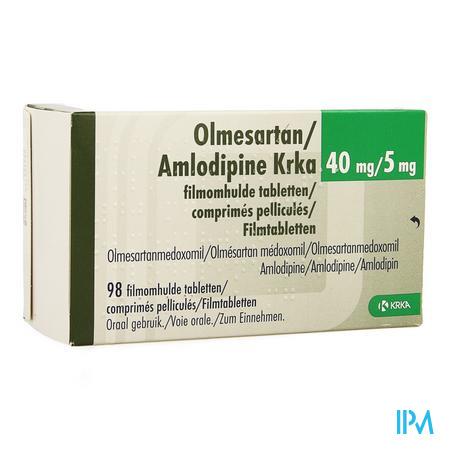 Olmesartan/
Amlodipine Krka
40 mg/5 mg
filmomhulde tabletten/
comprimés pelliculés/
Filmtabletten
Olmesartanmedoxomil/Olmésartan médoxomil/Olmesartanmedoxomil
Amlodipine/Amlodipine/Amlodipin
98 filmomhulde tabletten/
comprimés pelliculés/Filmtabletten
Oraal gebruik./Voie orale./Zum Einnehmen.
KRKA
IPM